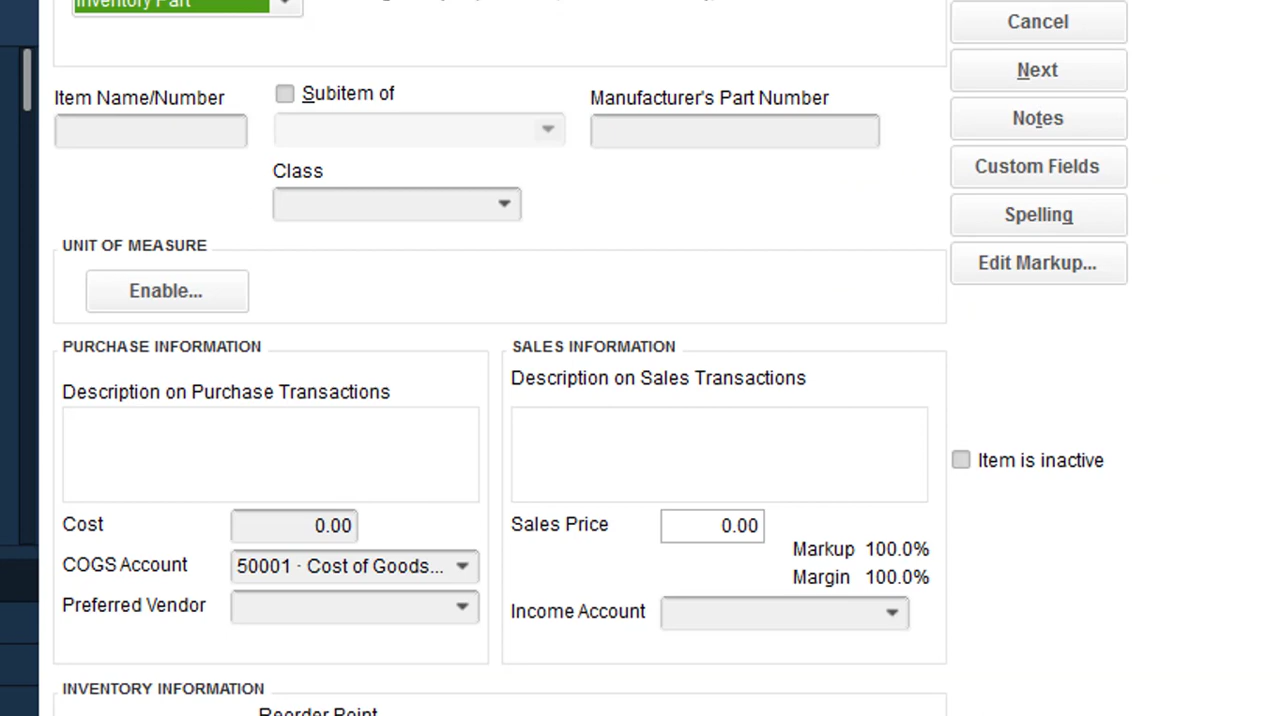 Inventory Part
Cancel
Next
Notes
Custom Fields
Spelling
Edit Markup...
Item Name/Number
Subitem of
Manufacturer's Part Number
Class
UNIT OF MEASURE
Enable...
PURCHASE INFORMATION
Description on Purchase Transactions
Cost 0.00
COGS Account 50001 · Cost of Goods...
Preferred Vendor
SALES INFORMATION
Description on Sales Transactions
Sales Price 0.00
Markup 100.0%
Margin 100.0%
Income Account
Item is inactive
INVENTORY INFORMATION
Reorder Point